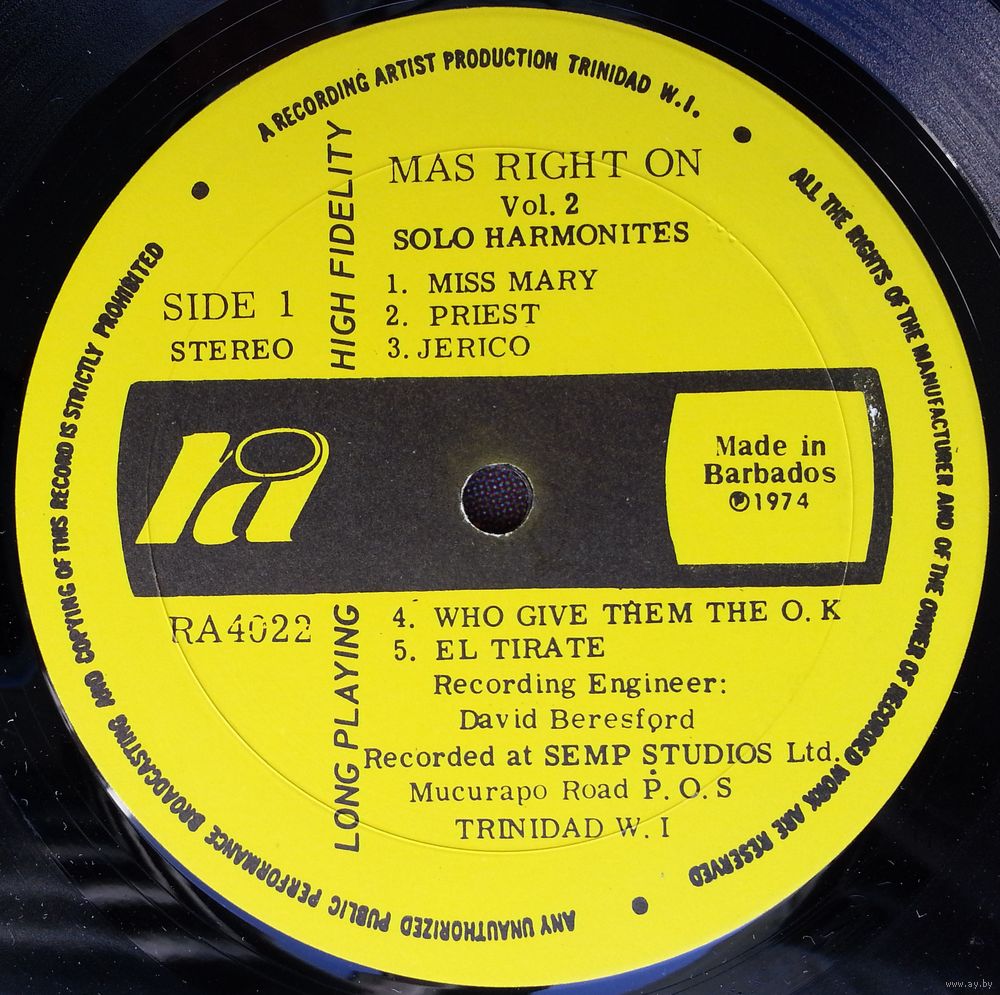 A RECORDING ARTIST PRODUCTION TRINIDAD W.I.
ALL THE RIGHTS OF THE MANUFACTURER AND OF THE OWNER OF RECORDED WORK ARE RESERVED
ANY UNAUTHORIZED PUBLIC PERFORMANCE BROADCASTING AND COPYING OF THIS RECORD IS STRICTLY PROHIBITED
HIGH FIDELITY
MAS RIGHT ON
Vol. 2
SOLO HARMONITES
SIDE 1
STEREO
1. MISS MARY
2. PRIEST
3. JERICO
ra
Made in
Barbados
℗1974
RA4022
LONG PLAYING
4. WHO GIVE THEM THE O. K
5. EL TIRATE
Recording Engineer:
David Beresford
Recorded at SEMP STUDIOS Ltd.
Mucurapo Road P. O. S
TRINIDAD W. I
www.ay.by